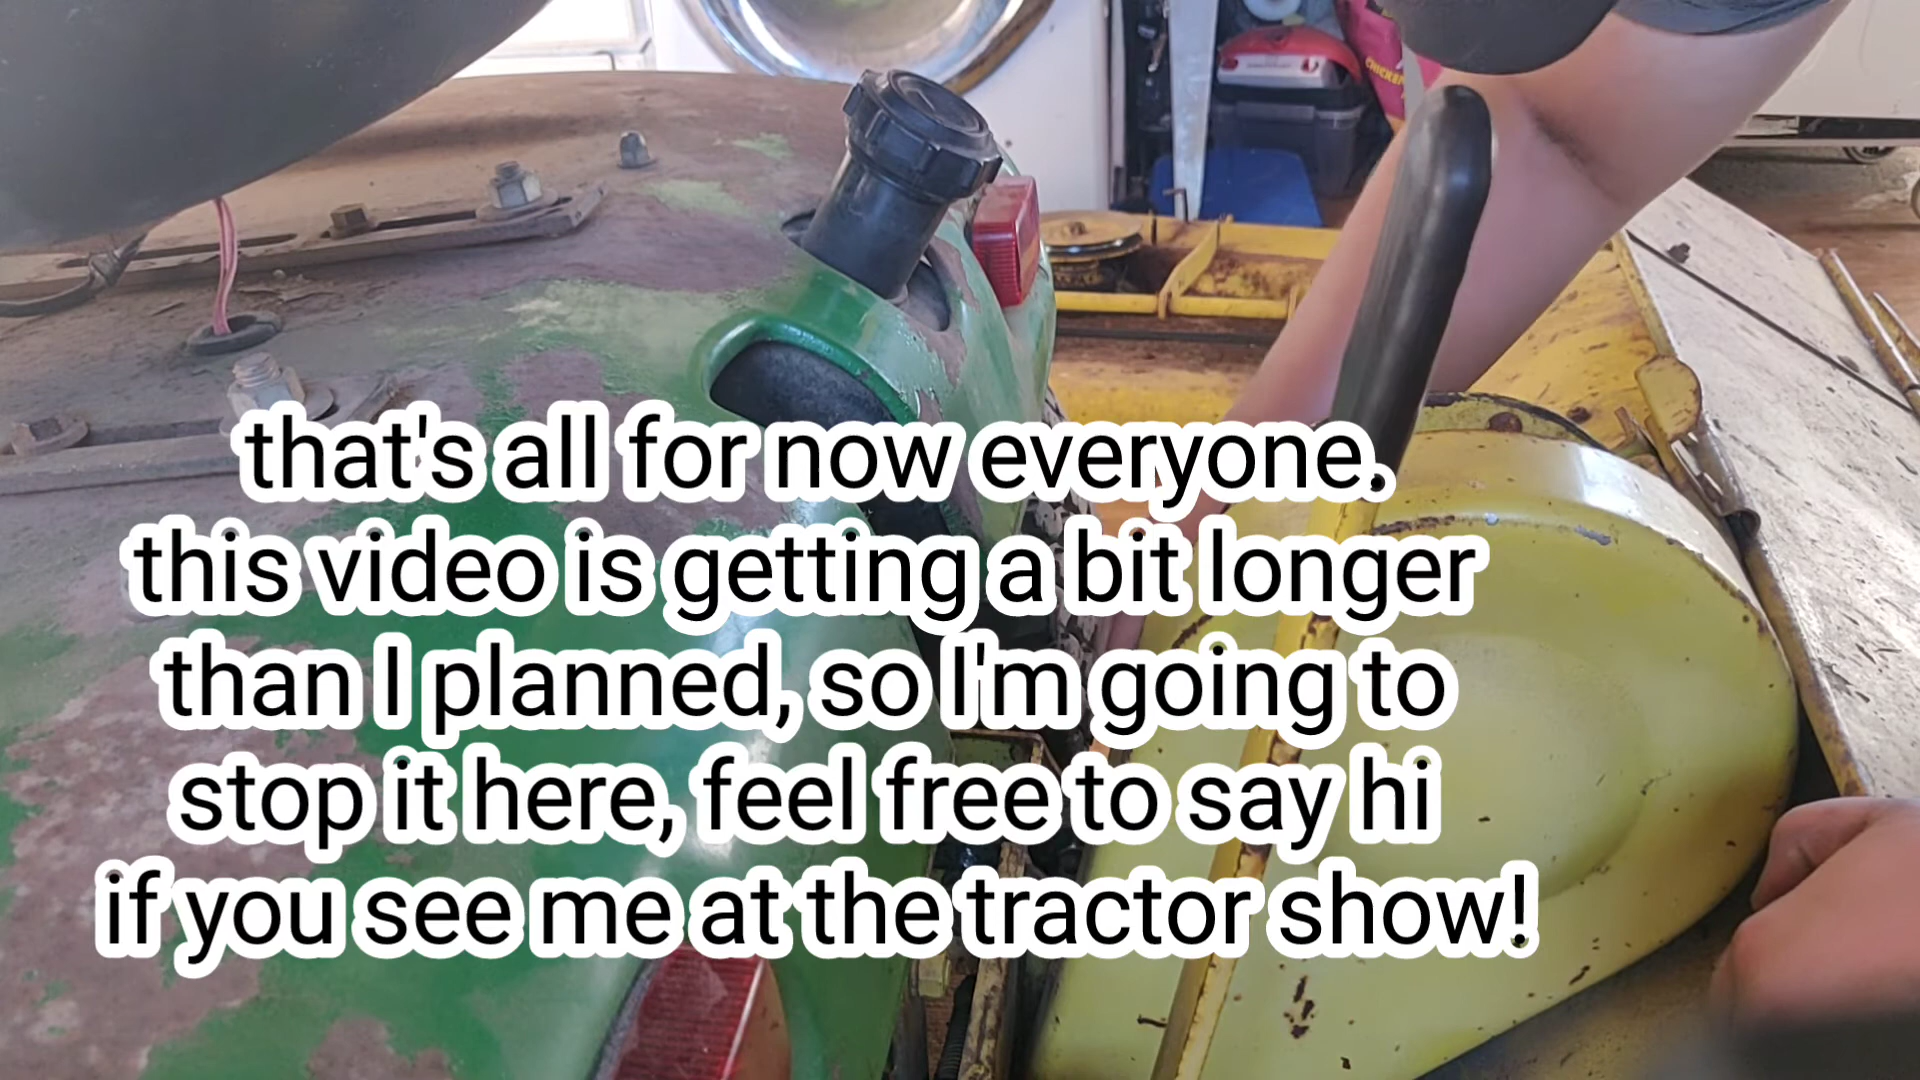 CHICKEN
that's all for now everyone.
this video is getting a bit longer
than I planned, so I'm going to
stop it here, feel free to say hi
if you see me at the tractor show!